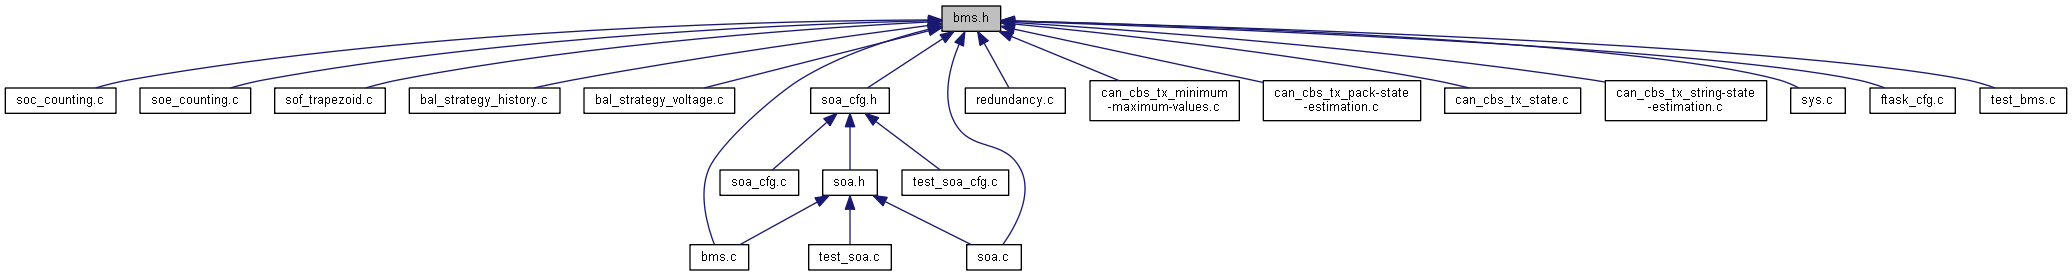 bms.h
soc_counting.c
soe_counting.c
sof_trapezoid.c
bal_strategy_history.c
bal_strategy_voltage.c
soa_cfg.h
redundancy.c
can_cbs_tx_minimum
-maximum-values.c
can_cbs_tx_pack-state
-estimation.c
can_cbs_tx_state.c
can_cbs_tx_string-state
-estimation.c
sys.c
ftask_cfg.c
test_bms.c
soa_cfg.c
soa.h
test_soa_cfg.c
bms.c
test_soa.c
soa.c